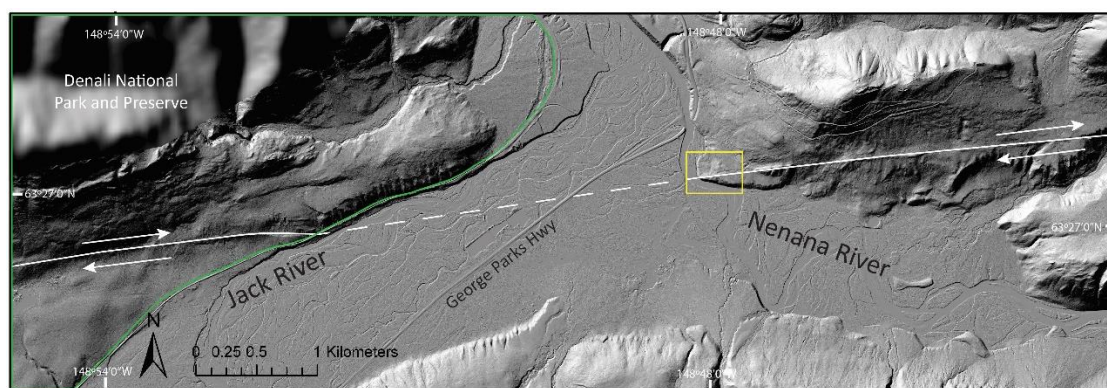 148°54'0"W
148°48'0"W
Denali National
Park and Preserve
63°27'0"N
63°27'0"N
Jack River
George Parks Hwy
Nenana River
N
0 0.25 0.5 1 Kilometers
148°54'0"W
148°48'0"W